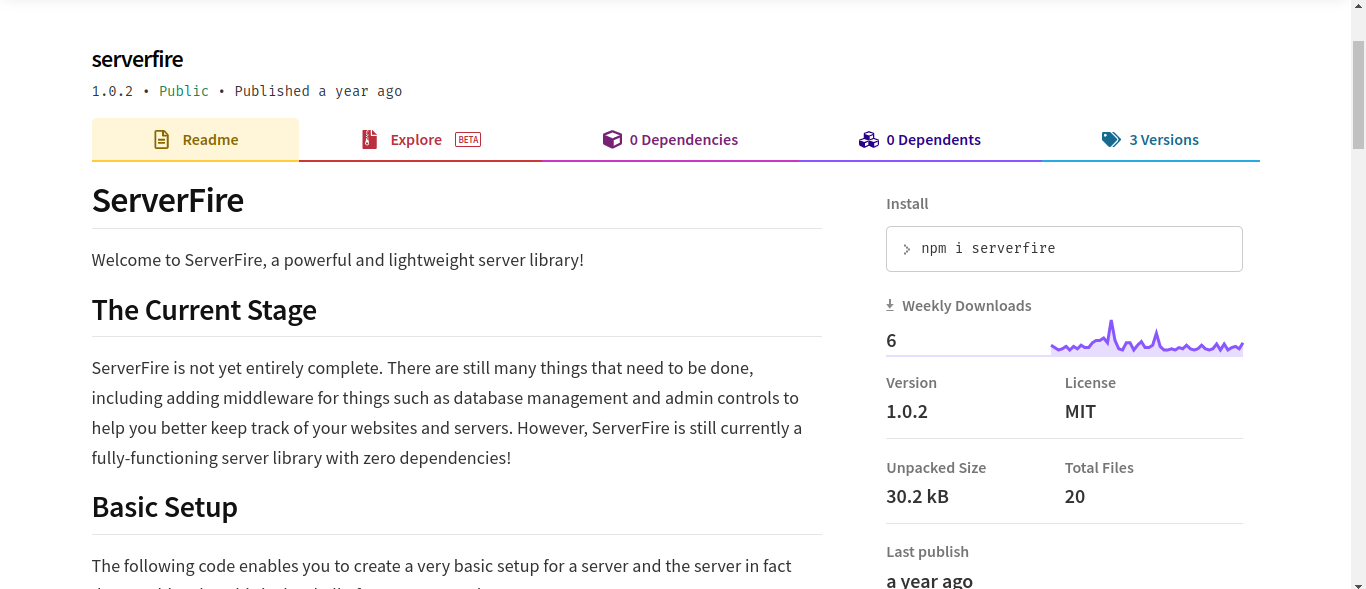 serverfire
1.0.2 • Public • Published a year ago
Readme
Explore BETA
0 Dependencies
0 Dependents
3 Versions
ServerFire
Welcome to ServerFire, a powerful and lightweight server library!
The Current Stage
ServerFire is not yet entirely complete. There are still many things that need to be done,
including adding middleware for things such as database management and admin controls to
help you better keep track of your websites and servers. However, ServerFire is still currently a
fully-functioning server library with zero dependencies!
Basic Setup
The following code enables you to create a very basic setup for a server and the server in fact
Install
npm i serverfire
Weekly Downloads
6
Version
1.0.2
License
MIT
Unpacked Size
30.2 kB
Total Files
20
Last publish
a year ago